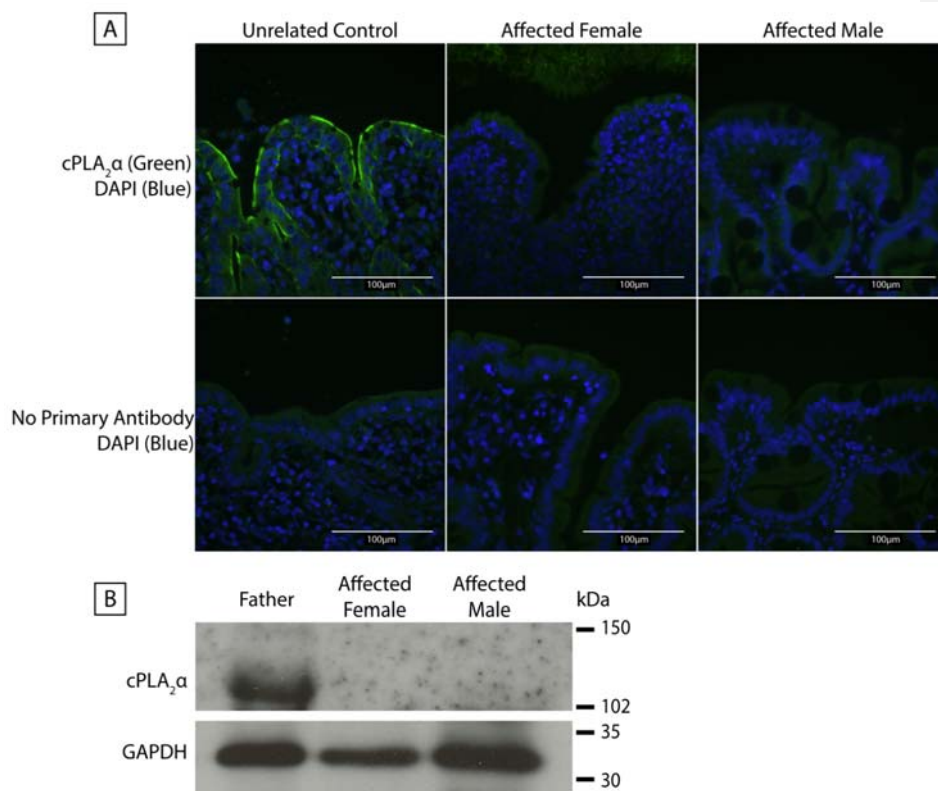 A
Unrelated Control
Affected Female
Affected Male
cPLA₂α (Green)
DAPI (Blue)
100μm
100μm
100μm
No Primary Antibody
DAPI (Blue)
100μm
100μm
100μm
B
Father
Affected
Female
Affected
Male
kDa
cPLA₂α
150
102
GAPDH
35
30